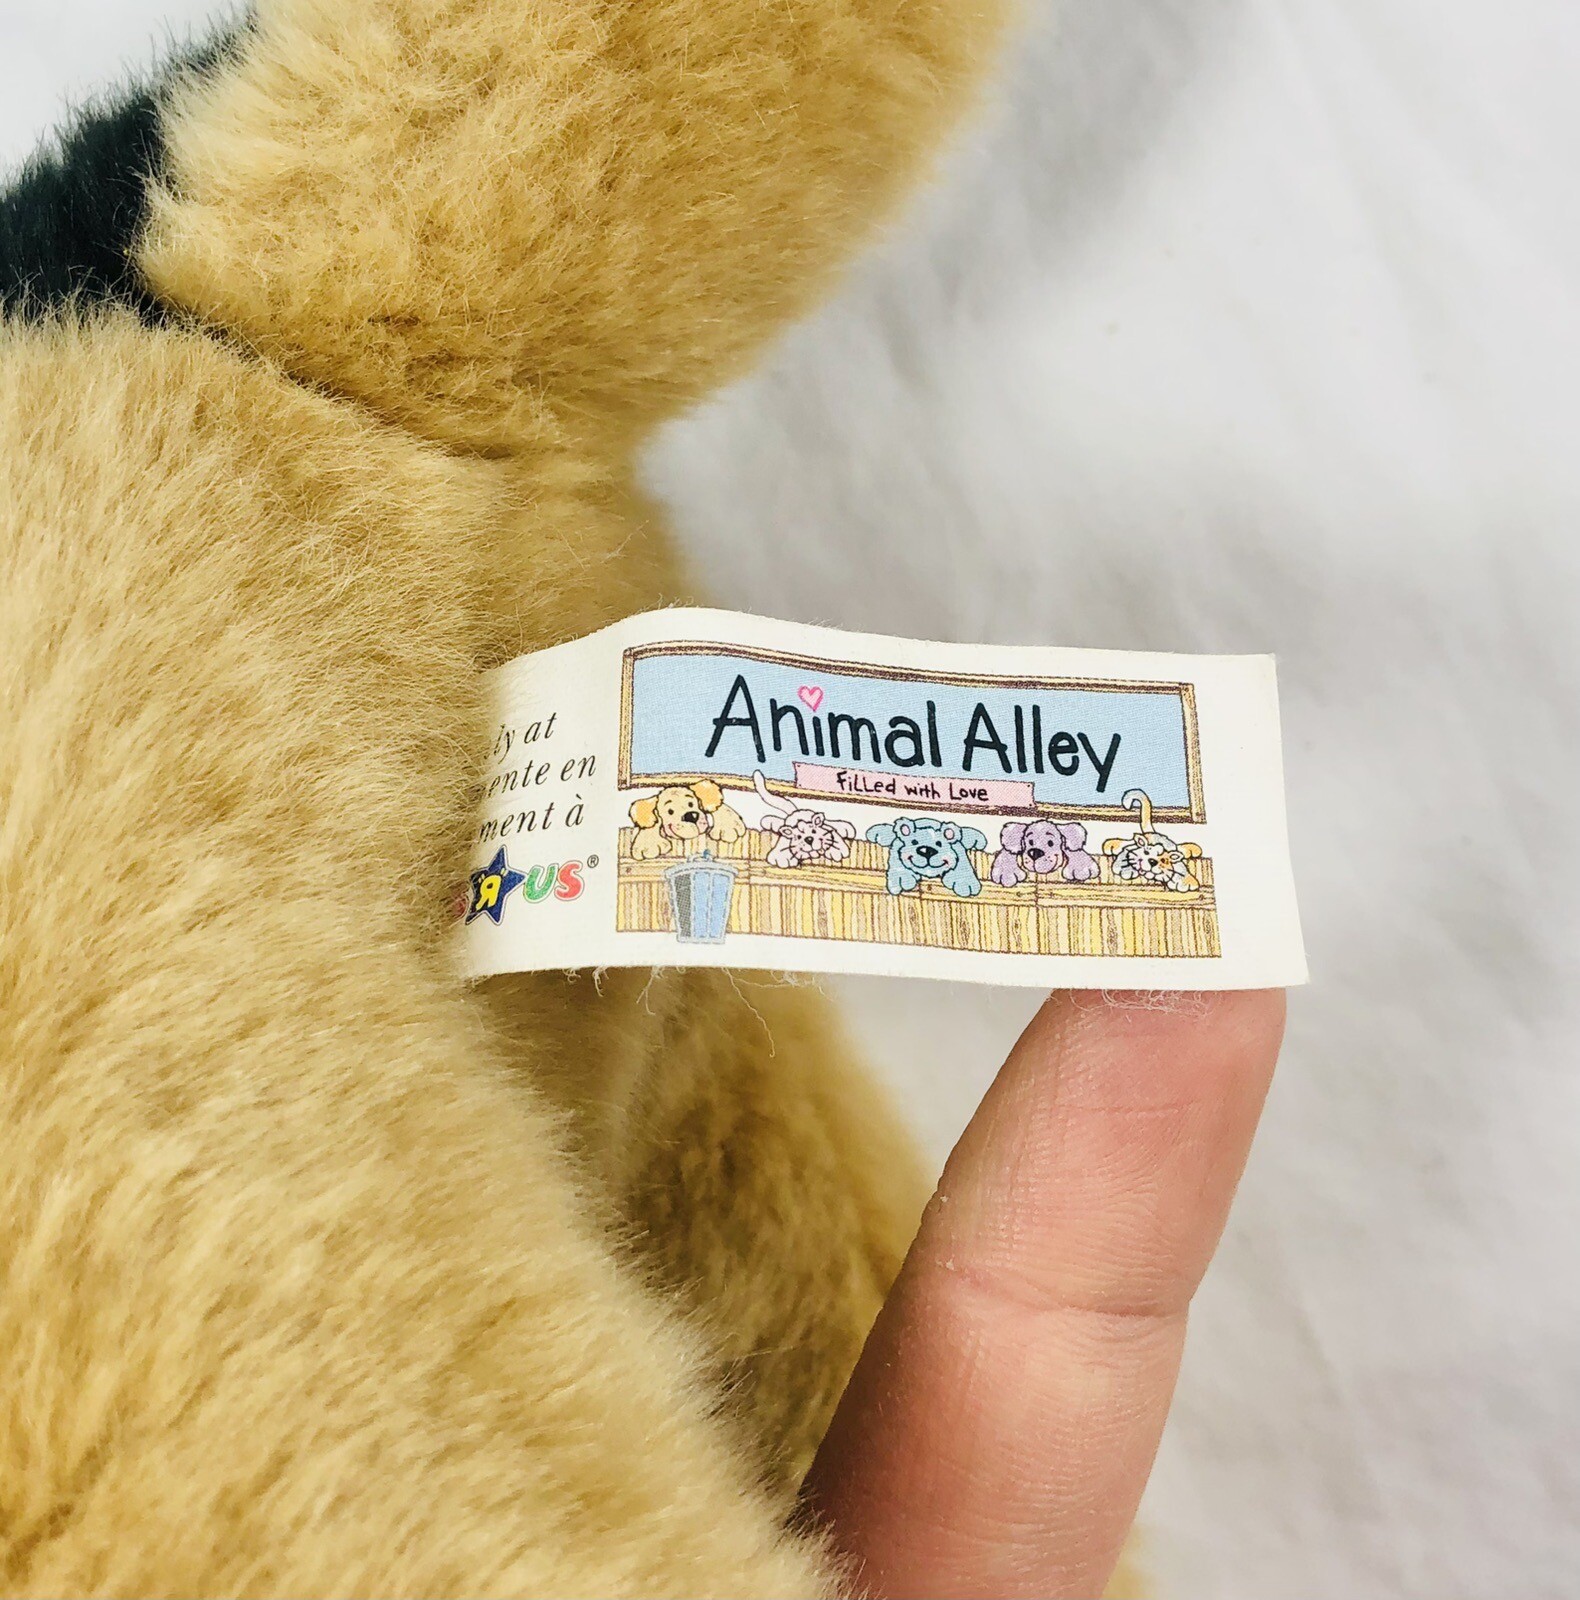 Animal Alley
FiLLed with Love
ly at
ente en
ment à
"R" US®